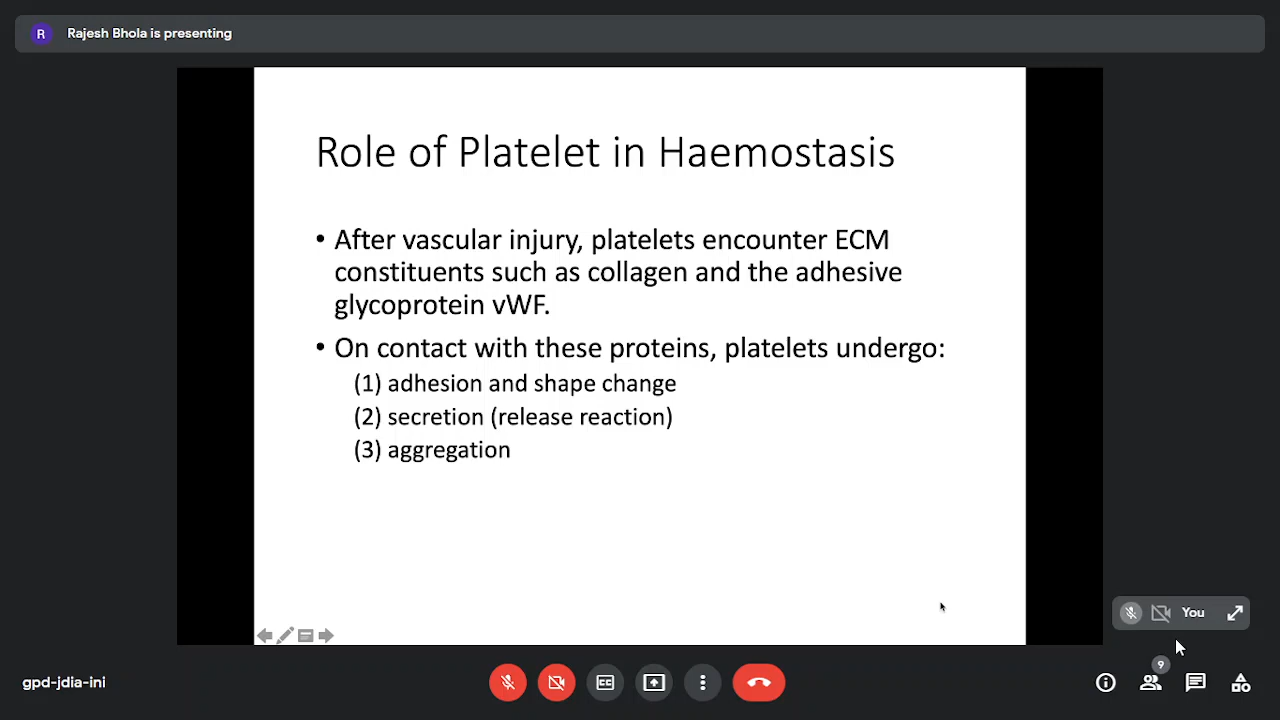 R Rajesh Bhola is presenting
Role of Platelet in Haemostasis
• After vascular injury, platelets encounter ECM
constituents such as collagen and the adhesive
glycoprotein vWF.
• On contact with these proteins, platelets undergo:
(1) adhesion and shape change
(2) secretion (release reaction)
(3) aggregation
You
9
gpd-jdia-ini
CC